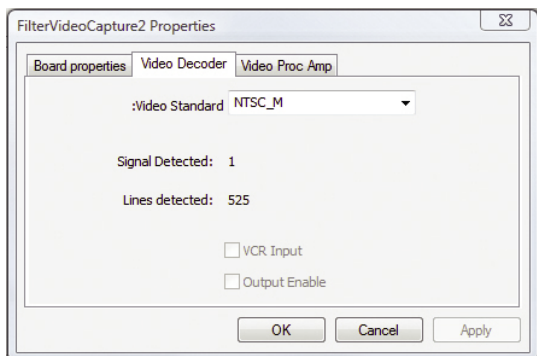 FilterVideoCapture2 Properties
Board properties Video Decoder Video Proc Amp
:Video Standard NTSC_M
Signal Detected: 1
Lines detected: 525
VCR Input
Output Enable
OK Cancel Apply